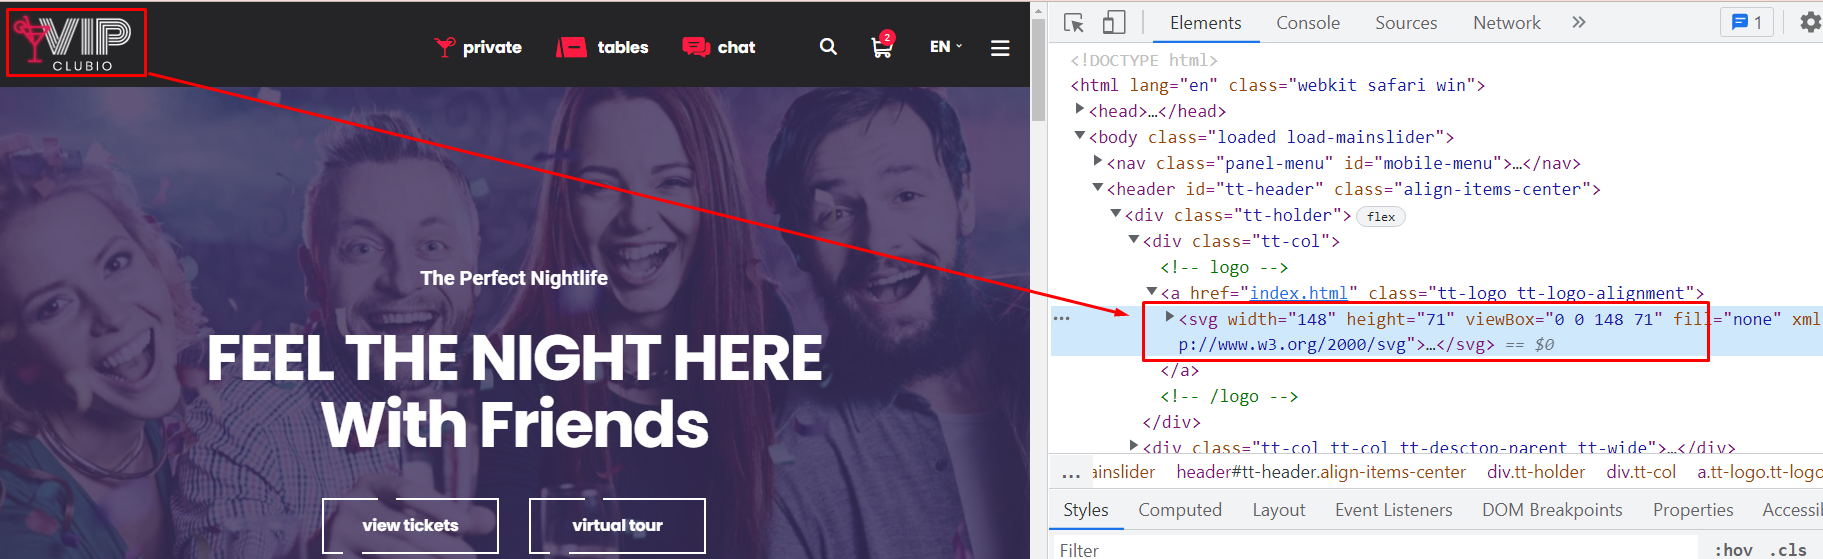 VIP
CLUBIO
private
tables
chat
2
EN
The Perfect Nightlife
FEEL THE NIGHT HERE
With Friends
view tickets
virtual tour
Elements
Console
Sources
Network
1
<!DOCTYPE html>
<html lang="en" class="webkit safari win">
<head>…</head>
<body class="loaded load-mainslider">
<nav class="panel-menu" id="mobile-menu">…</nav>
<header id="tt-header" class="align-items-center">
<div class="tt-holder"> flex
<div class="tt-col">
<!-- logo -->
<a href="index.html" class="tt-logo tt-logo-alignment">
… <svg width="148" height="71" viewBox="0 0 148 71" fill="none" xml
p://www.w3.org/2000/svg">…</svg> == $0
</a>
<!-- /logo -->
</div>
<div class="tt-col tt-col tt-desctop-parent tt-wide">…</div>
… ainslider header#tt-header.align-items-center div.tt-holder div.tt-col a.tt-logo.tt-logo
Styles Computed Layout Event Listeners DOM Breakpoints Properties Accessi
Filter :hov .cls